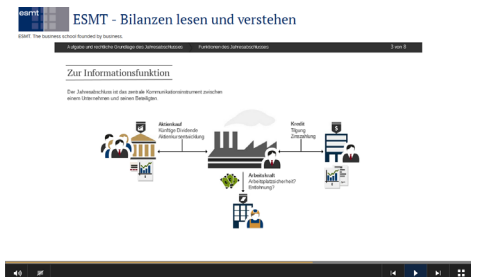 esmt
ESMT - Bilanzen lesen und verstehen
ESMT. The business school founded by business.
Aufgabe und rechtliche Grundlage des Jahresabschlusses Funktionen des Jahresabschlusses 3 von 8
Zur Informationsfunktion
Der Jahresabschluss ist das zentrale Kommunikationsinstrument zwischen
einem Unternehmen und seinen Beteiligten
Aktienkauf
Künftige Dividende
Aktienkursentwicklung
Kredit
Tilgung
Zinszahlung
Arbeitskraft
Arbeitsplatzsicherheit?
Entlohnung?